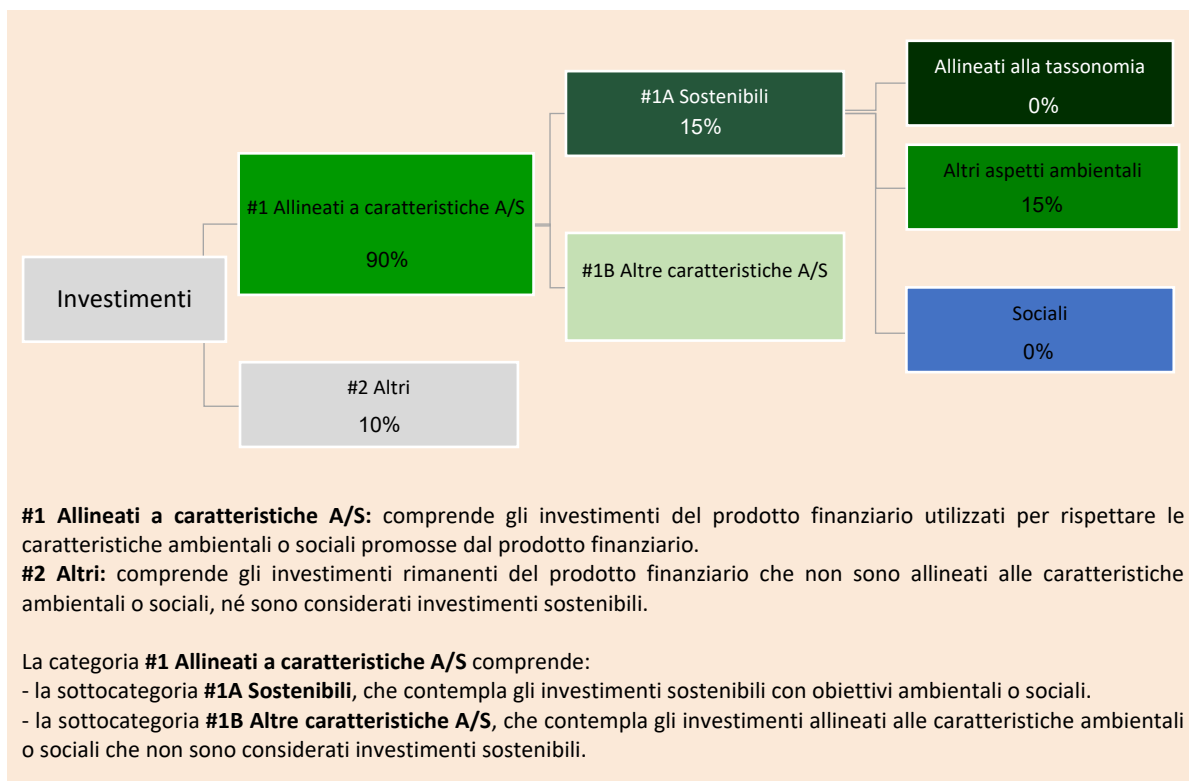 Investimenti
#1 Allineati a caratteristiche A/S
90%
#2 Altri
10%
#1A Sostenibili
15%
#1B Altre caratteristiche A/S
Allineati alla tassonomia
0%
Altri aspetti ambientali
15%
Sociali
0%
#1 Allineati a caratteristiche A/S: comprende gli investimenti del prodotto finanziario utilizzati per rispettare le
caratteristiche ambientali o sociali promosse dal prodotto finanziario.
#2 Altri: comprende gli investimenti rimanenti del prodotto finanziario che non sono allineati alle caratteristiche
ambientali o sociali, né sono considerati investimenti sostenibili.
La categoria #1 Allineati a caratteristiche A/S comprende:
- la sottocategoria #1A Sostenibili, che contempla gli investimenti sostenibili con obiettivi ambientali o sociali.
- la sottocategoria #1B Altre caratteristiche A/S, che contempla gli investimenti allineati alle caratteristiche ambientali
o sociali che non sono considerati investimenti sostenibili.